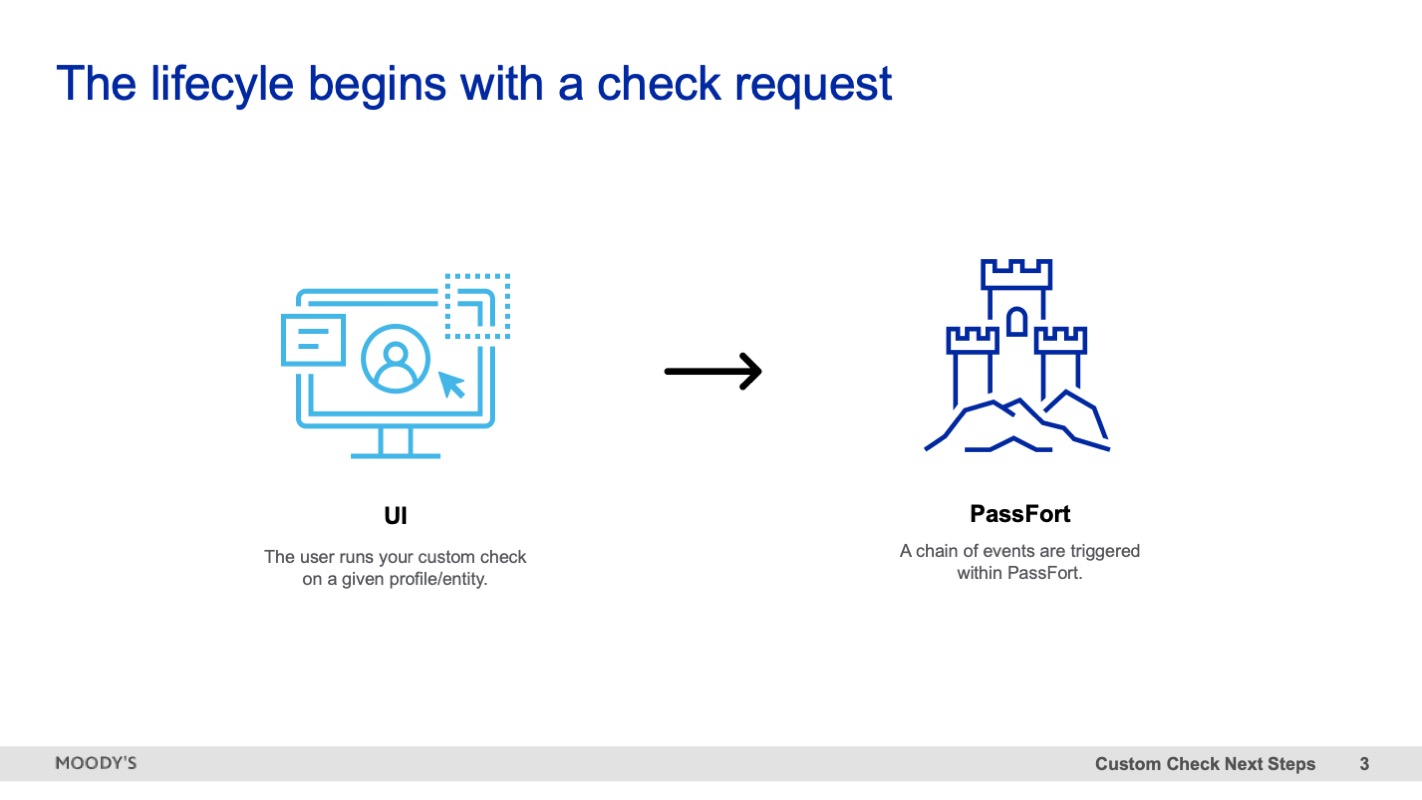 The lifecyle begins with a check request
UI
The user runs your custom check
on a given profile/entity.
PassFort
A chain of events are triggered
within PassFort.
MOODY'S
Custom Check Next Steps
3